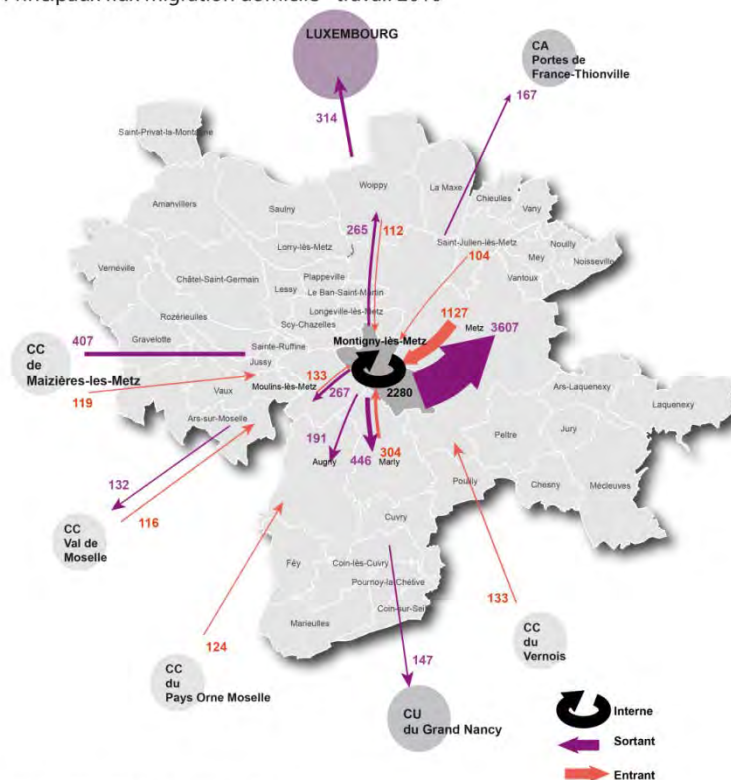 Principaux flux migration domicile - travail 2010
LUXEMBOURG
CA
Portes de
France-Thionville
314
167
Saint-Privat-la-Montagne
Woippy
La Maxe
Chieulles
Vany
Amanvillers
Saulny
265
112
Saint-Julien-lès-Metz
Nouilly
Mey
Noisseville
Lorry-lès-Metz
104
Vantoux
Vernéville
Châtel-Saint-Germain
Plappeville
Lessy
Le Ban-Saint-Martin
Longeville-lès-Metz
1127
Rozérieulles
Scy-Chazelles
Metz
3607
407
Gravelotte
Sainte-Ruffine
Montigny-lès-Metz
CC
de
Maizières-les-Metz
Jussy
133
Moulins-lès-Metz
119
Vaux
267
2280
Ars-Laquenexy
Laquenexy
Ars-sur-Moselle
191
304
Peltre
Jury
132
Augny
446
Marly
116
Pouilly
Chesny
Mécleuves
CC
Val de
Moselle
Cuvry
Féy
Coin-lès-Cuvry
Pournoy-la-Chétive
133
Coin-sur-Sei
Marieulles
124
CC
du
Vernois
147
CC
du
Pays Orne Moselle
CU
du Grand Nancy
Interne
Sortant
Entrant